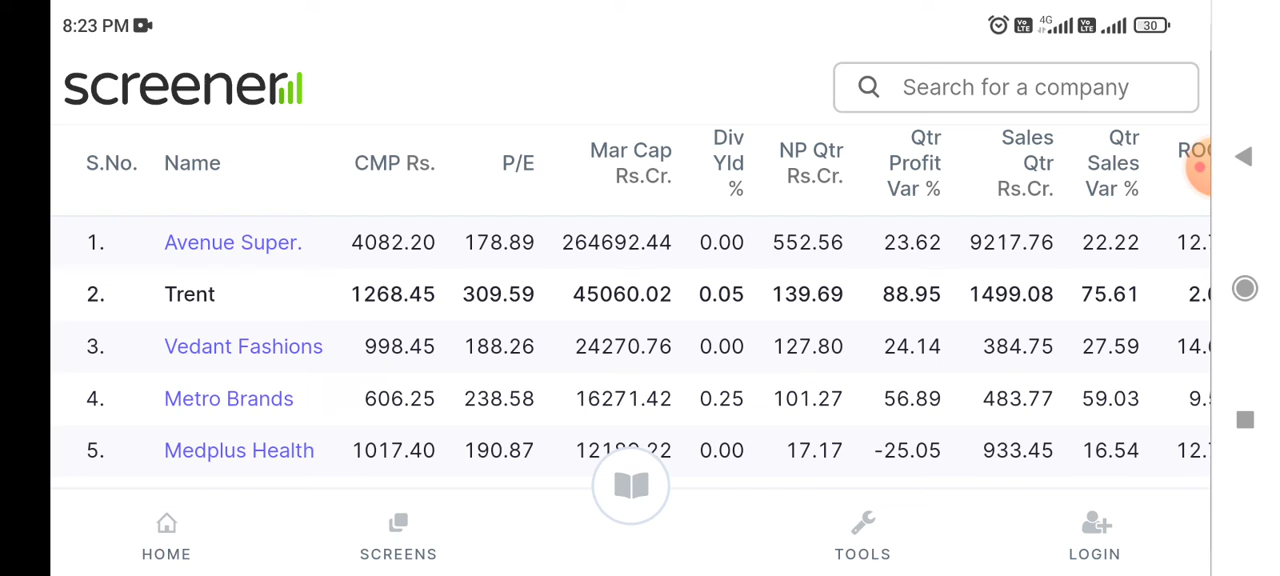 8:23 PM 4G Vo LTE Vo LTE 30
screener Search for a company
S.No. Name CMP Rs. P/E Mar Cap Rs.Cr. Div Yld % NP Qtr Rs.Cr. Qtr Profit Var % Sales Qtr Rs.Cr. Qtr Sales Var %
1. Avenue Super. 4082.20 178.89 264692.44 0.00 552.56 23.62 9217.76 22.22
2. Trent 1268.45 309.59 45060.02 0.05 139.69 88.95 1499.08 75.61
3. Vedant Fashions 998.45 188.26 24270.76 0.00 127.80 24.14 384.75 27.59
4. Metro Brands 606.25 238.58 16271.42 0.25 101.27 56.89 483.77 59.03
5. Medplus Health 1017.40 190.87 0.00 17.17 -25.05 933.45 16.54
HOME SCREENS TOOLS LOGIN